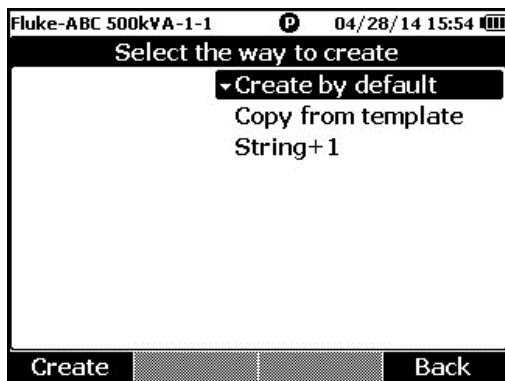 Fluke-ABC 500kVA-1-1 P 04/28/14 15:54
Select the way to create
Create by default
Copy from template
String+1
Create Back